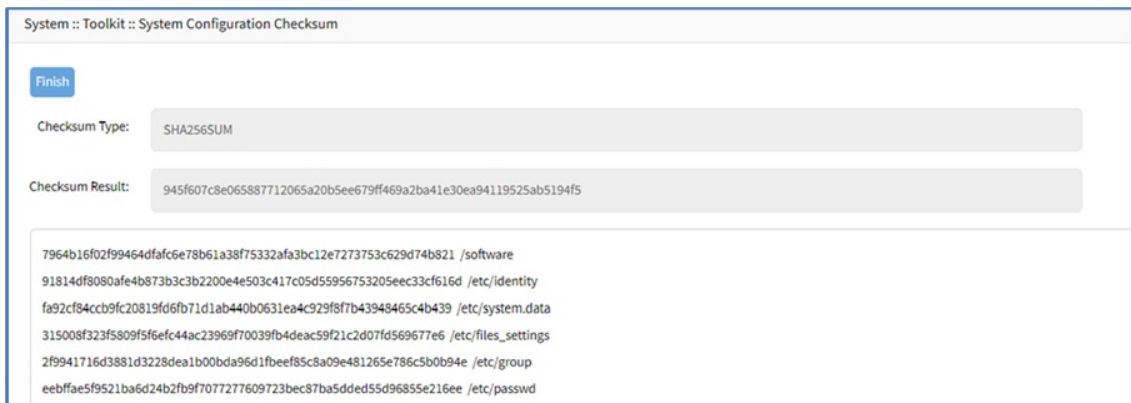 System :: Toolkit :: System Configuration Checksum
Finish
Checksum Type: SHA256SUM
Checksum Result: 945f607c8e065887712065a20b5ee679ff469a2ba41e30ea94119525ab5194f5
7964b16f02f99464dfafc6e78b61a38f75332afa3bc12e7273753c629d74b821 /software
91814df8080afe4b873b3c3b2200e4e503c417c05d55956753205eec33cf616d /etc/identity
fa92cf84ccb9fc20819fd6fb71d1ab440b0631ea4c929f8f7b43948465c4b439 /etc/system.data
315008f323f5809f5f6efc44ac23969f70039fb4deac59f21c2d07fd569677e6 /etc/files_settings
2f9941716d3881d3228dea1b00bda96d1fbeef85c8a09e481265e786c5b0b94e /etc/group
eebffae5f9521ba6d24b2fb9f7077277609723bec87ba5dded55d96855e216ee /etc/passwd